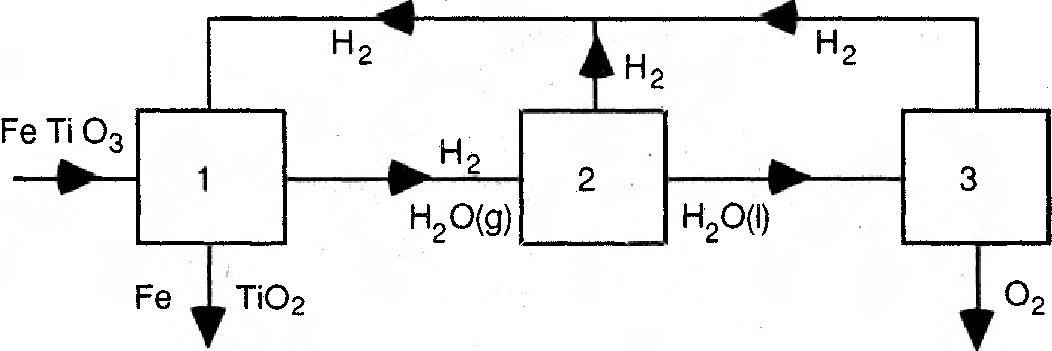 H₂
H₂
H₂
Fe Ti O₃
1
H₂
H₂O(g)
2
H₂O(l)
3
Fe
TiO₂
O₂